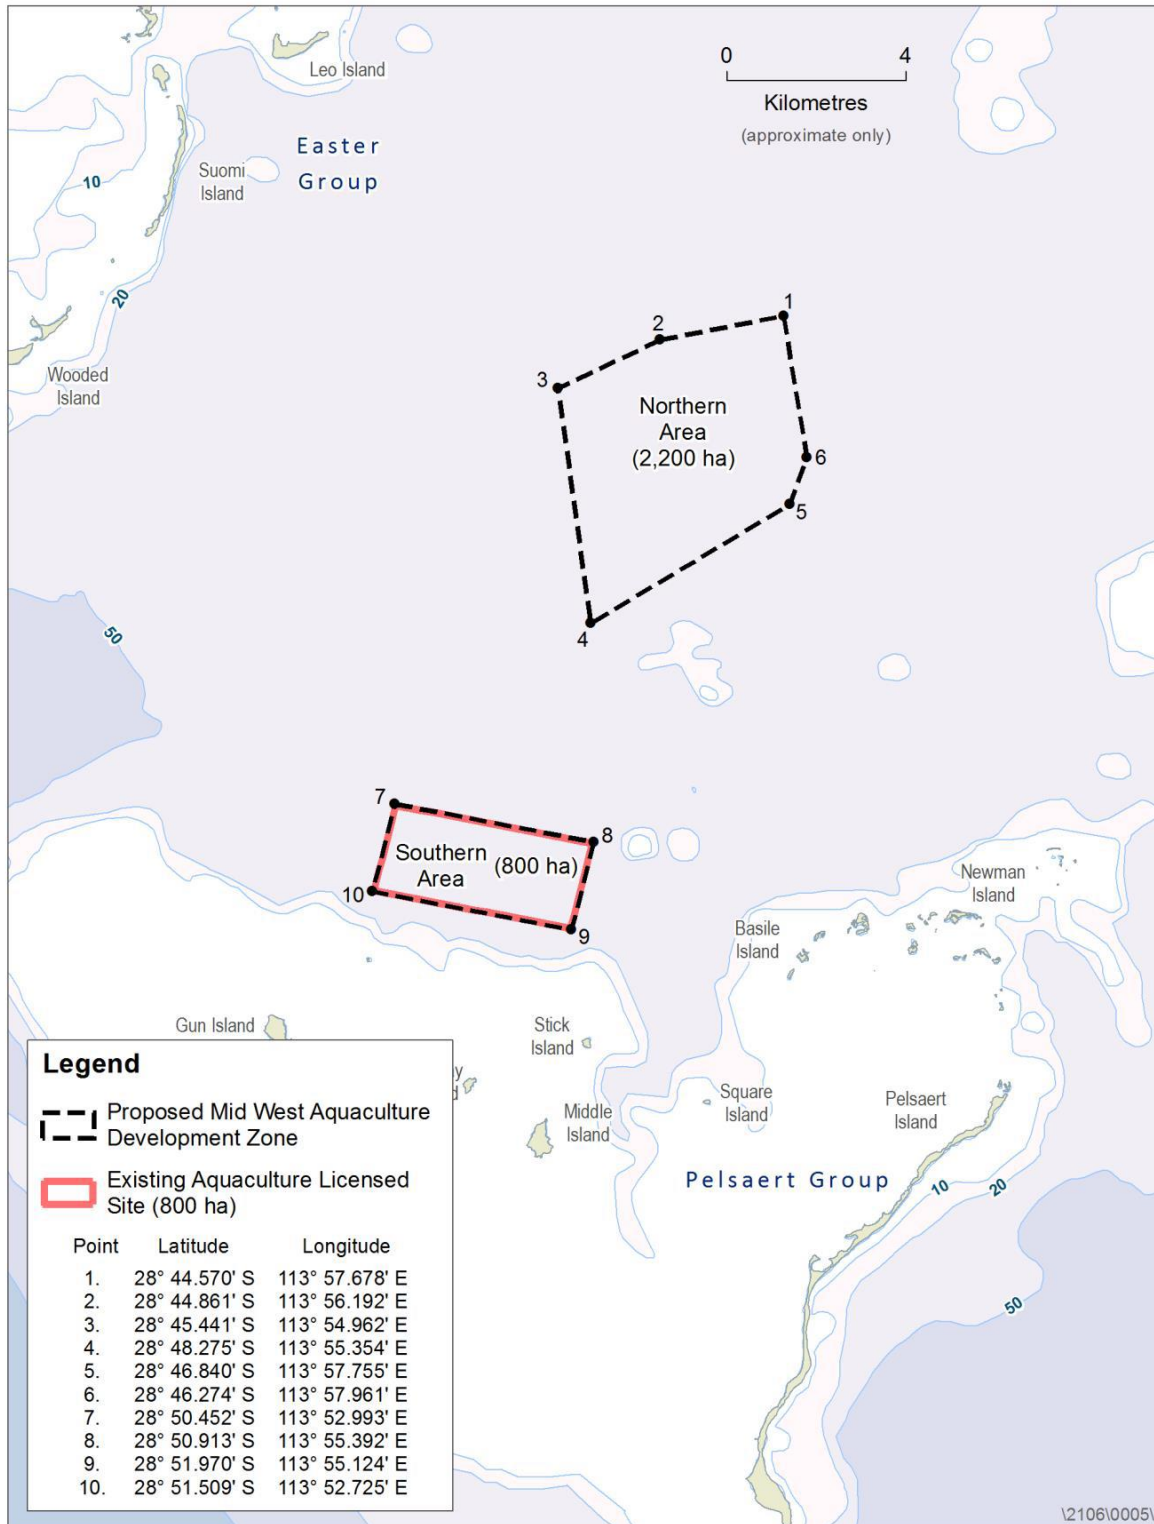 0 4
Kilometres
(approximate only)
Leo Island
Easter
Group
Suomi
Island
10
20
Wooded
Island
1
2
3
Northern
Area
(2,200 ha)
6
5
4
50
7
8
Southern
Area
(800 ha)
10
9
Newman
Island
Basile
Island
Gun Island
Stick
Island
Middle
Island
Square
Island
Pelsaert
Island
Pelsaert Group
10
20
50
Legend
Proposed Mid West Aquaculture
Development Zone
Existing Aquaculture Licensed
Site (800 ha)
Point Latitude Longitude
1. 28° 44.570' S 113° 57.678' E
2. 28° 44.861' S 113° 56.192' E
3. 28° 45.441' S 113° 54.962' E
4. 28° 48.275' S 113° 55.354' E
5. 28° 46.840' S 113° 57.755' E
6. 28° 46.274' S 113° 57.961' E
7. 28° 50.452' S 113° 52.993' E
8. 28° 50.913' S 113° 55.392' E
9. 28° 51.970' S 113° 55.124' E
10. 28° 51.509' S 113° 52.725' E
\2106\0005\